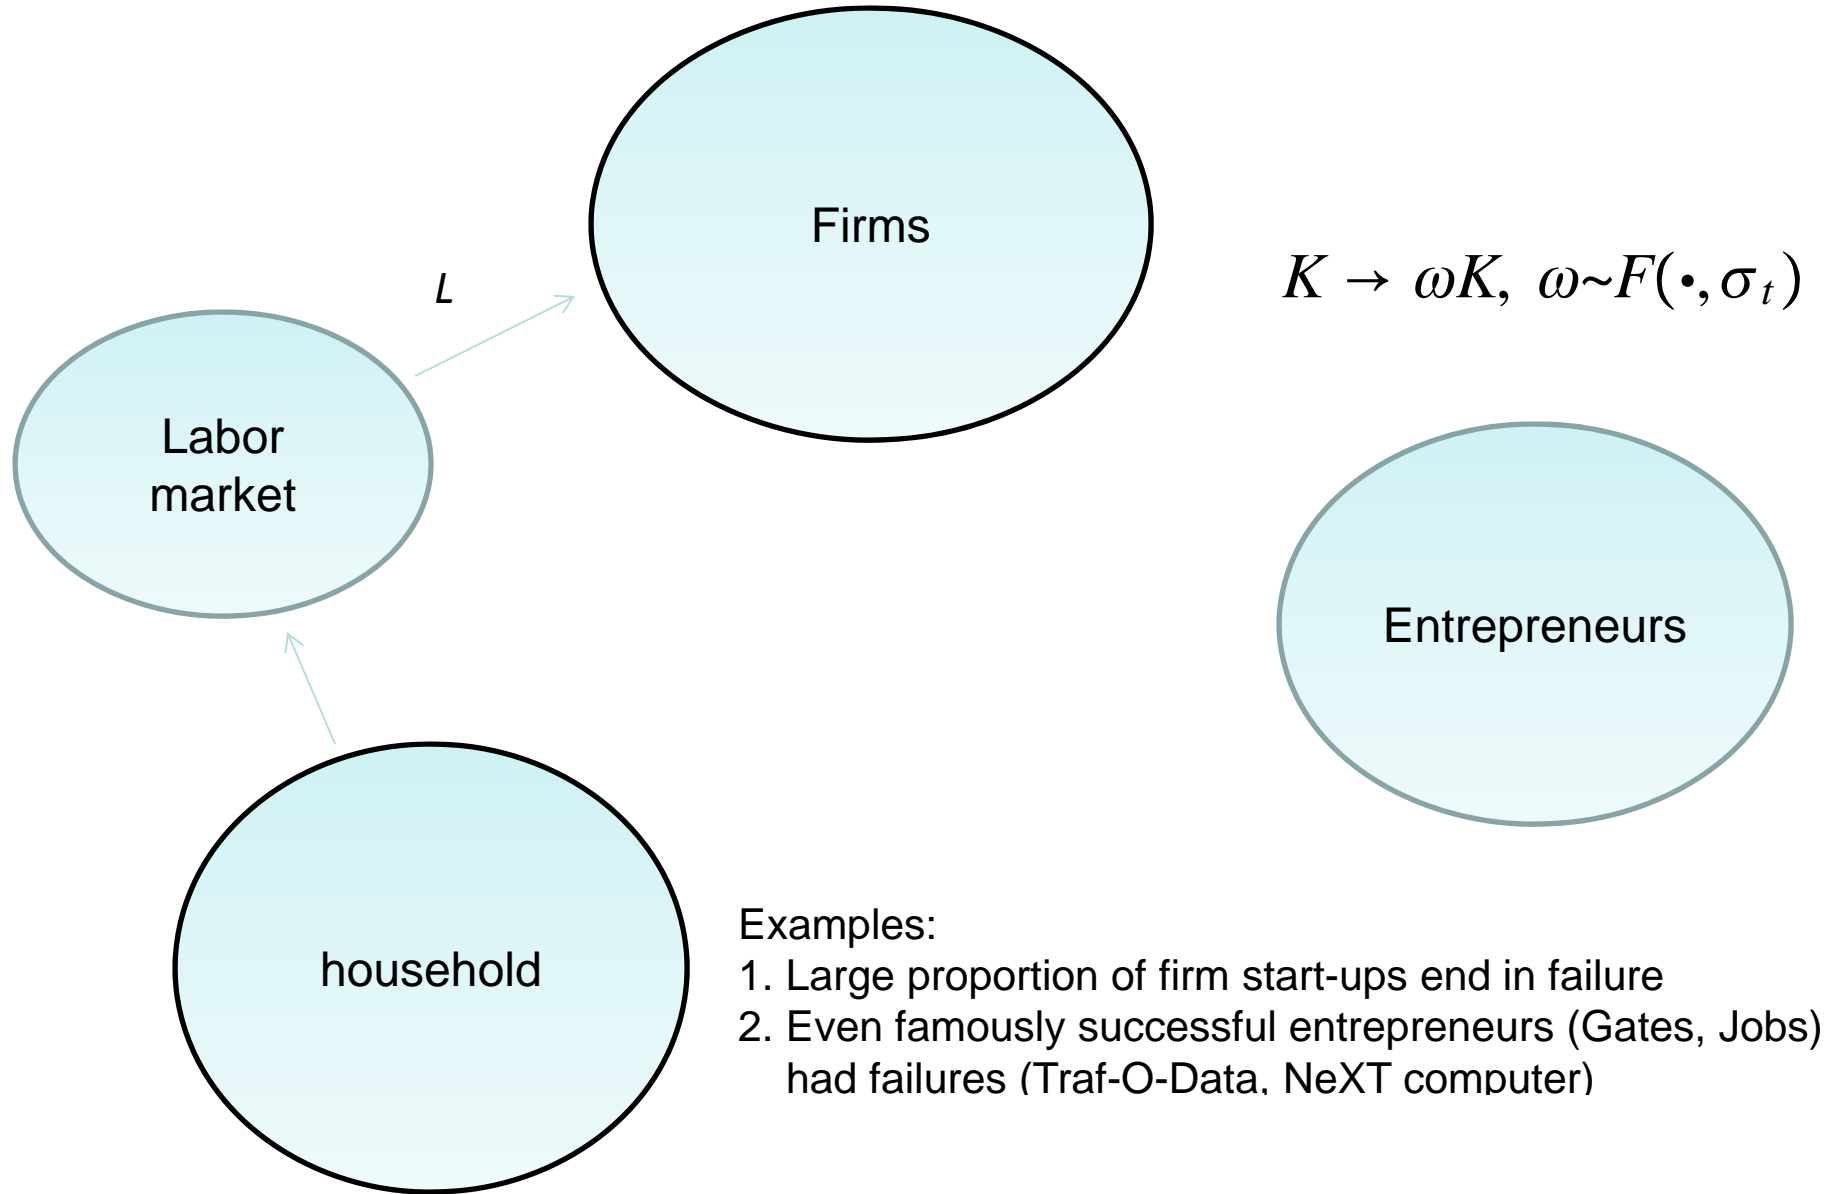 Firms
L
K → ωK, ω~F(•, σ_t)
Labor
market
Entrepreneurs
household
Examples:
1. Large proportion of firm start-ups end in failure
2. Even famously successful entrepreneurs (Gates, Jobs)
had failures (Traf-O-Data, NeXT computer)